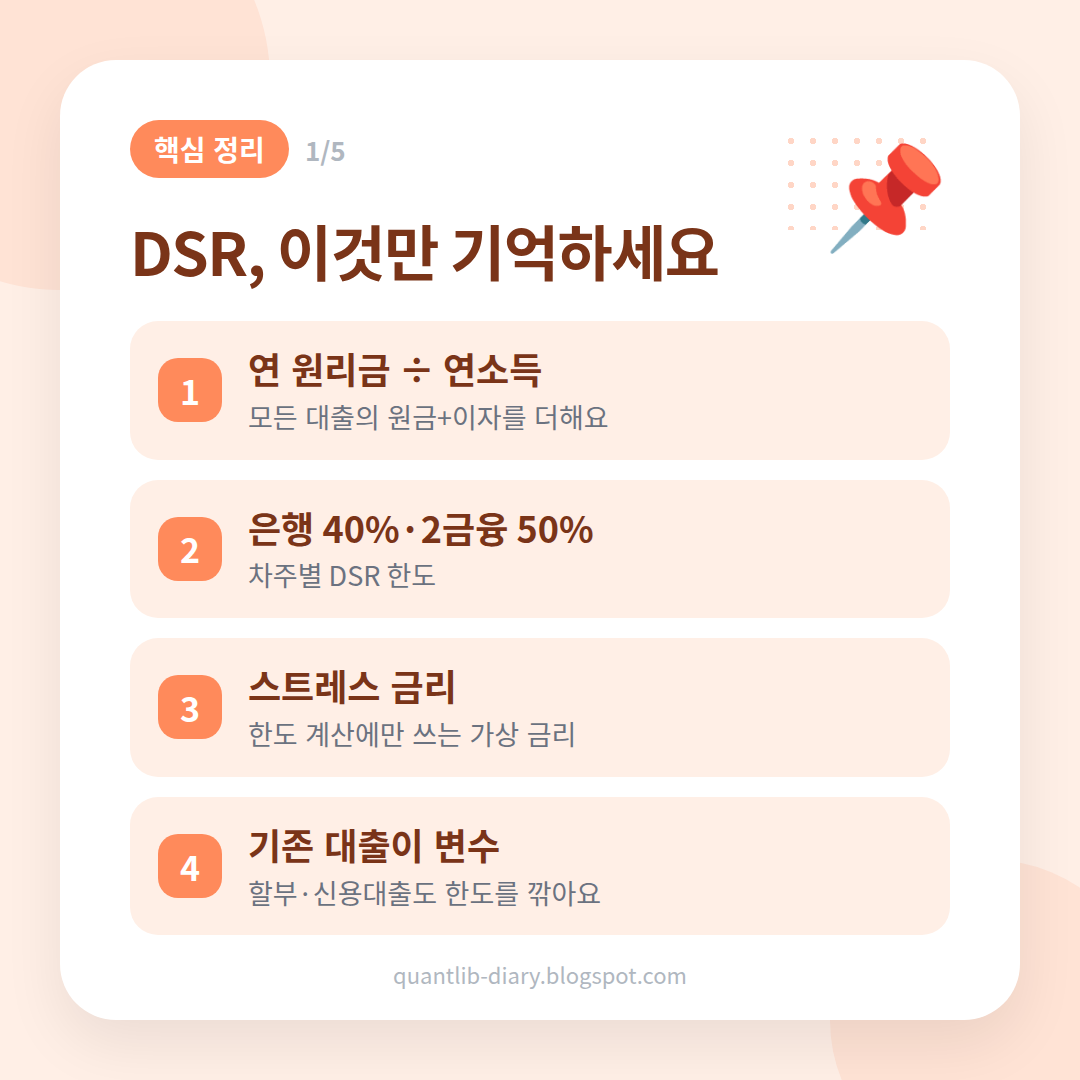 핵심 정리
1/5
DSR, 이것만 기억하세요
1
연 원리금 ÷ 연소득
모든 대출의 원금+이자를 더해요
2
은행 40%·2금융 50%
차주별 DSR 한도
3
스트레스 금리
한도 계산에만 쓰는 가상 금리
4
기존 대출이 변수
할부·신용대출도 한도를 깎아요
quantlib-diary.blogspot.com